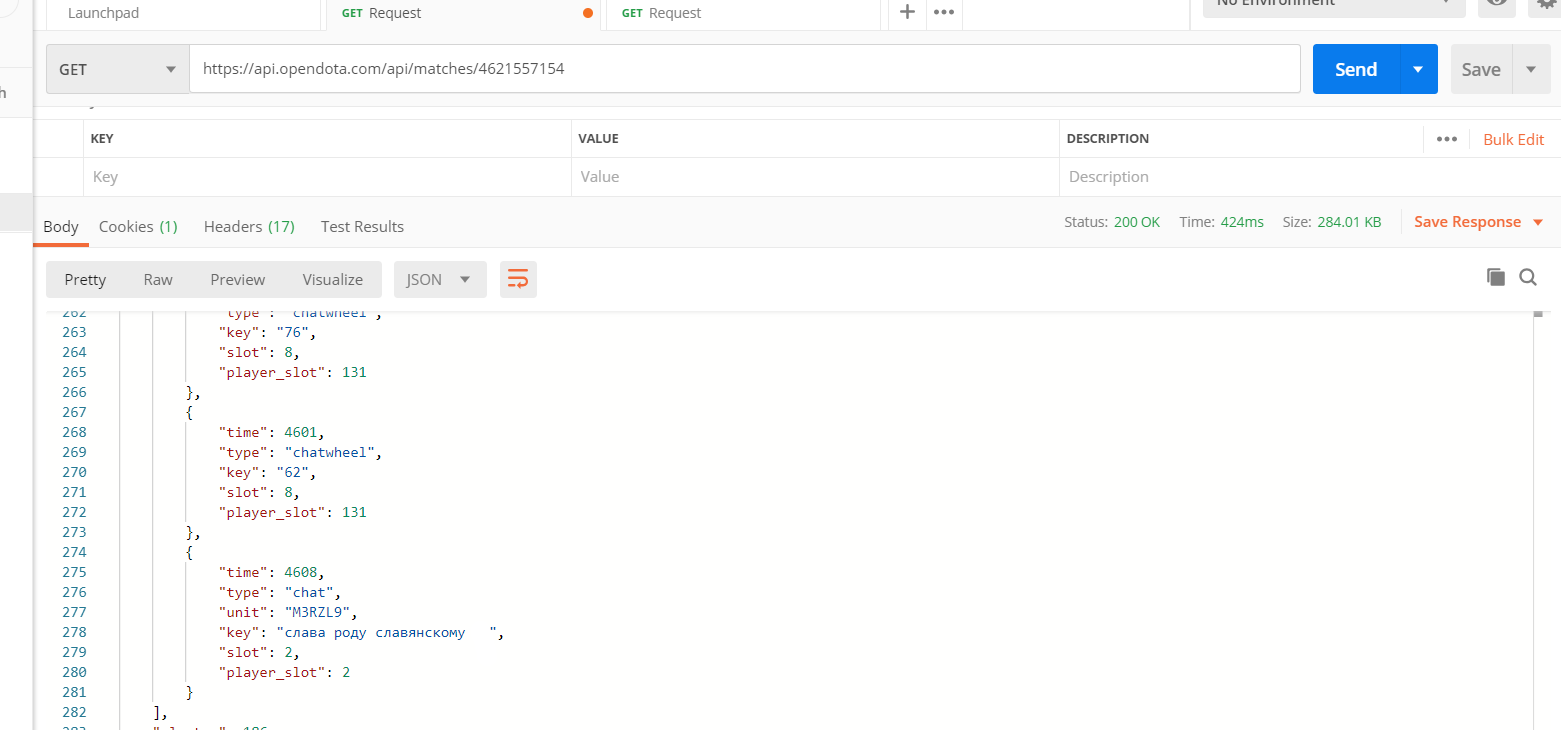 Launchpad
GET Request
GET Request
No Environment
GET
https://api.opendota.com/api/matches/4621557154
Send
Save
h
KEY VALUE DESCRIPTION
Bulk Edit
Key Value Description
Body Cookies (1) Headers (17) Test Results
Status: 200 OK Time: 424ms Size: 284.01 KB Save Response
Pretty Raw Preview Visualize JSON
262 "type": "chatwheel",
263 "key": "76",
264 "slot": 8,
265 "player_slot": 131
266 },
267 {
268 "time": 4601,
269 "type": "chatwheel",
270 "key": "62",
271 "slot": 8,
272 "player_slot": 131
273 },
274 {
275 "time": 4608,
276 "type": "chat",
277 "unit": "M3RZL9",
278 "key": "слава роду славянскому   ",
279 "slot": 2,
280 "player_slot": 2
281 }
282 ],
283